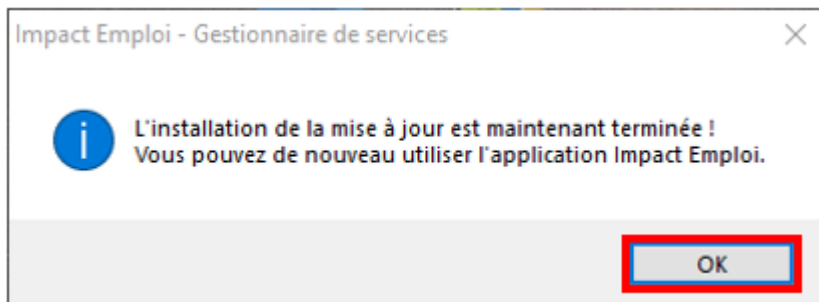 Impact Emploi - Gestionnaire de services
L'installation de la mise à jour est maintenant terminée !
Vous pouvez de nouveau utiliser l'application Impact Emploi.
OK